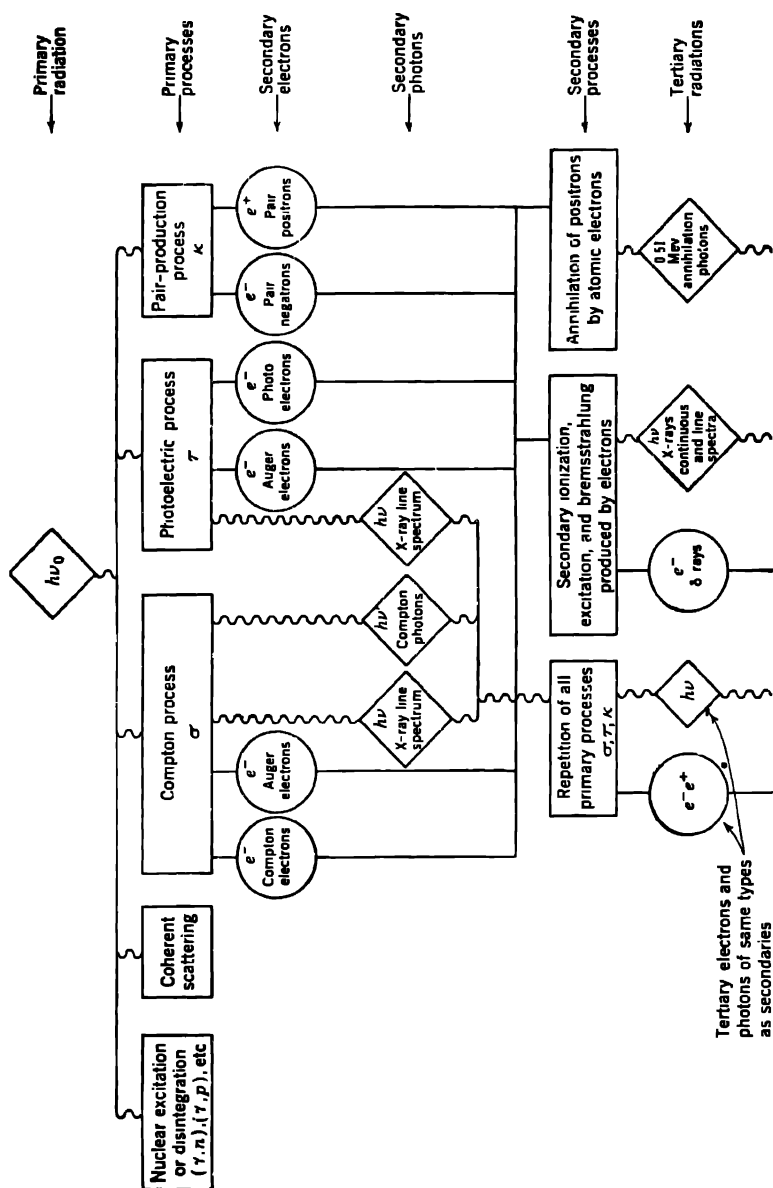 Primary
radiation
Primary
processes
Secondary
electrons
Secondary
photons
Secondary
processes
Tertiary
radiations
hν₀
Nuclear excitation
or disintegration
(γ,n),(γ,p), etc
Coherent
scattering
Compton process
σ
Photoelectric process
τ
Pair-production
process
κ
e⁻
Compton
electrons
e⁻
Auger
electrons
e⁻
Auger
electrons
e⁻
Photo
electrons
e⁻
Pair
negatrons
e⁺
Pair
positrons
hν
X-ray line
spectrum
hν
Compton
photons
hν
X-ray line
spectrum
Repetition of all
primary processes
σ,τ,κ
Secondary ionization,
excitation, and bremsstrahlung
produced by electrons
Annihilation of positrons
by atomic electrons
e⁻e⁺
hν
e⁻
δ rays
hν
X-rays
continuous
and line
spectra
0 51
Mev
annihilation
photons
Tertiary electrons and
photons of same types
as secondaries